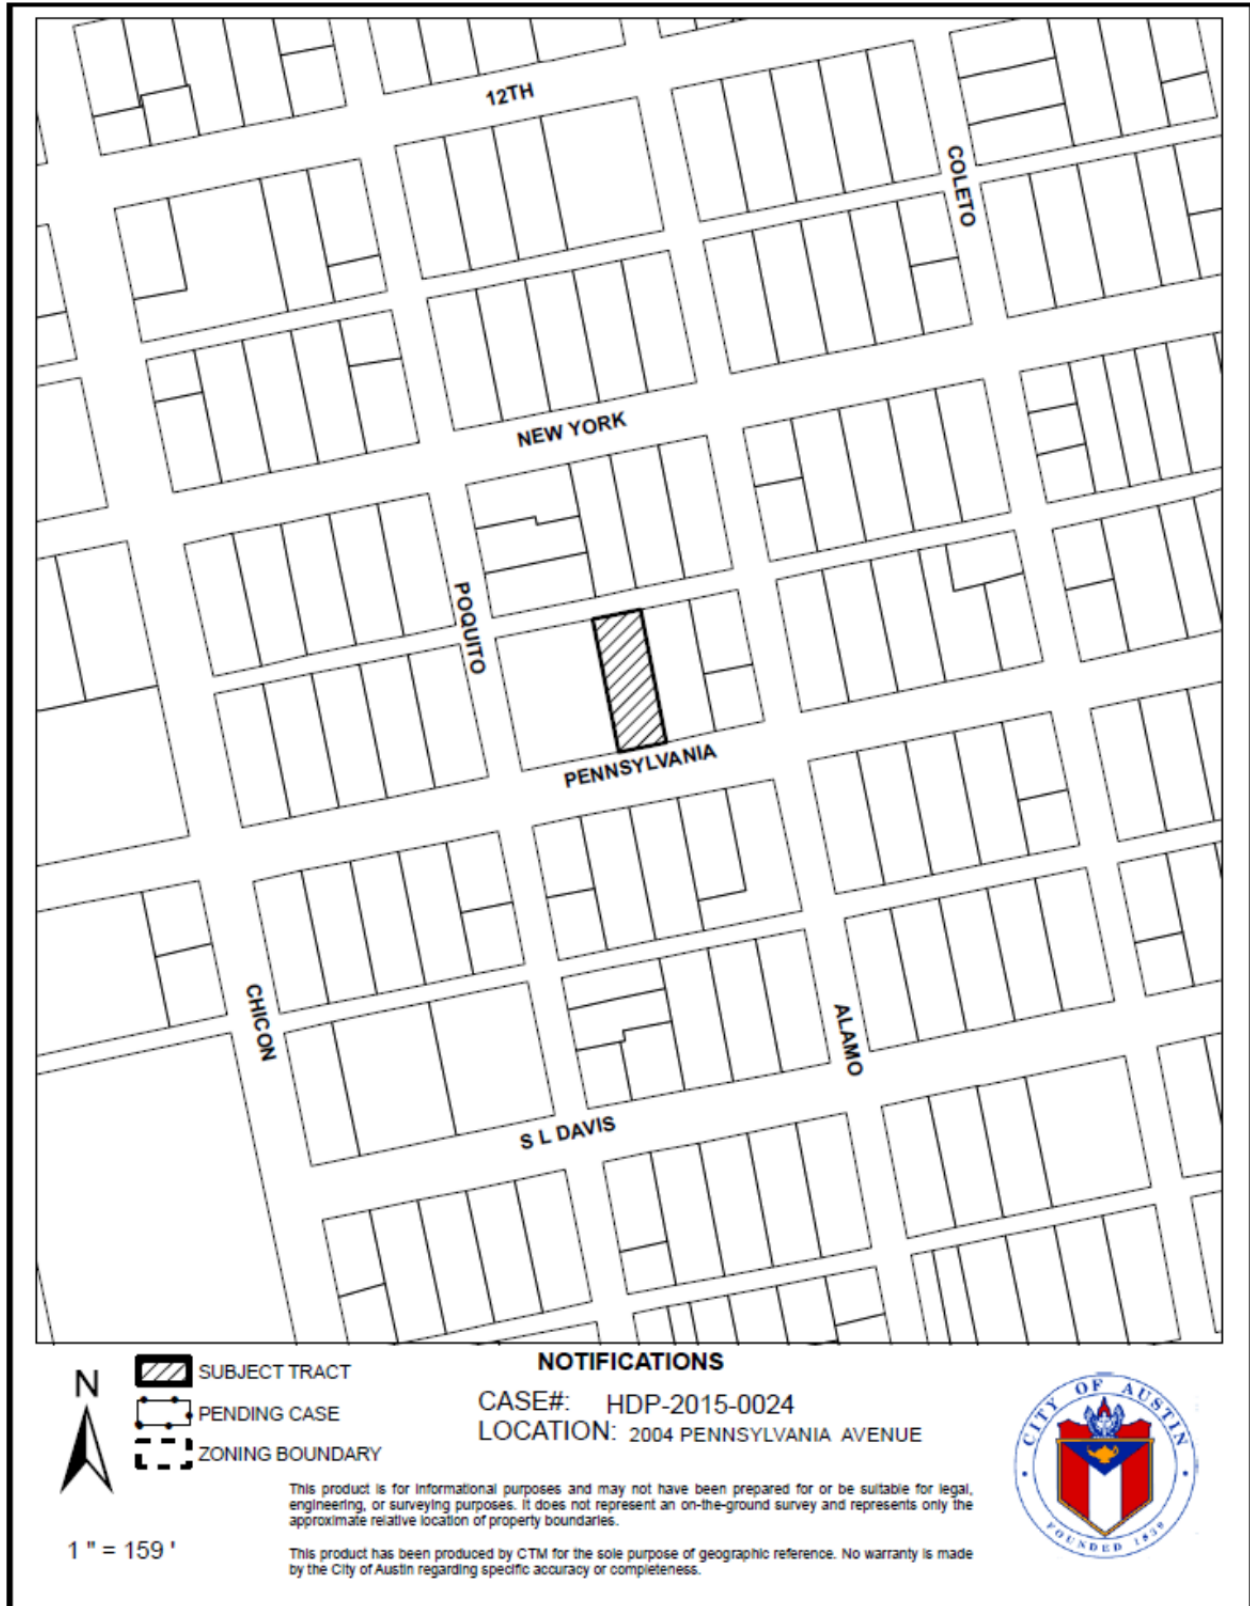 12TH
COLETO
NEW YORK
POQUITO
PENNSYLVANIA
CHICON
ALAMO
S L DAVIS
N
SUBJECT TRACT
PENDING CASE
ZONING BOUNDARY
1 " = 159 '
NOTIFICATIONS
CASE#: HDP-2015-0024
LOCATION: 2004 PENNSYLVANIA AVENUE
This product is for informational purposes and may not have been prepared for or be suitable for legal,
engineering, or surveying purposes. It does not represent an on-the-ground survey and represents only the
approximate relative location of property boundaries.
This product has been produced by CTM for the sole purpose of geographic reference. No warranty is made
by the City of Austin regarding specific accuracy or completeness.
CITY OF AUSTIN
FOUNDED 1839